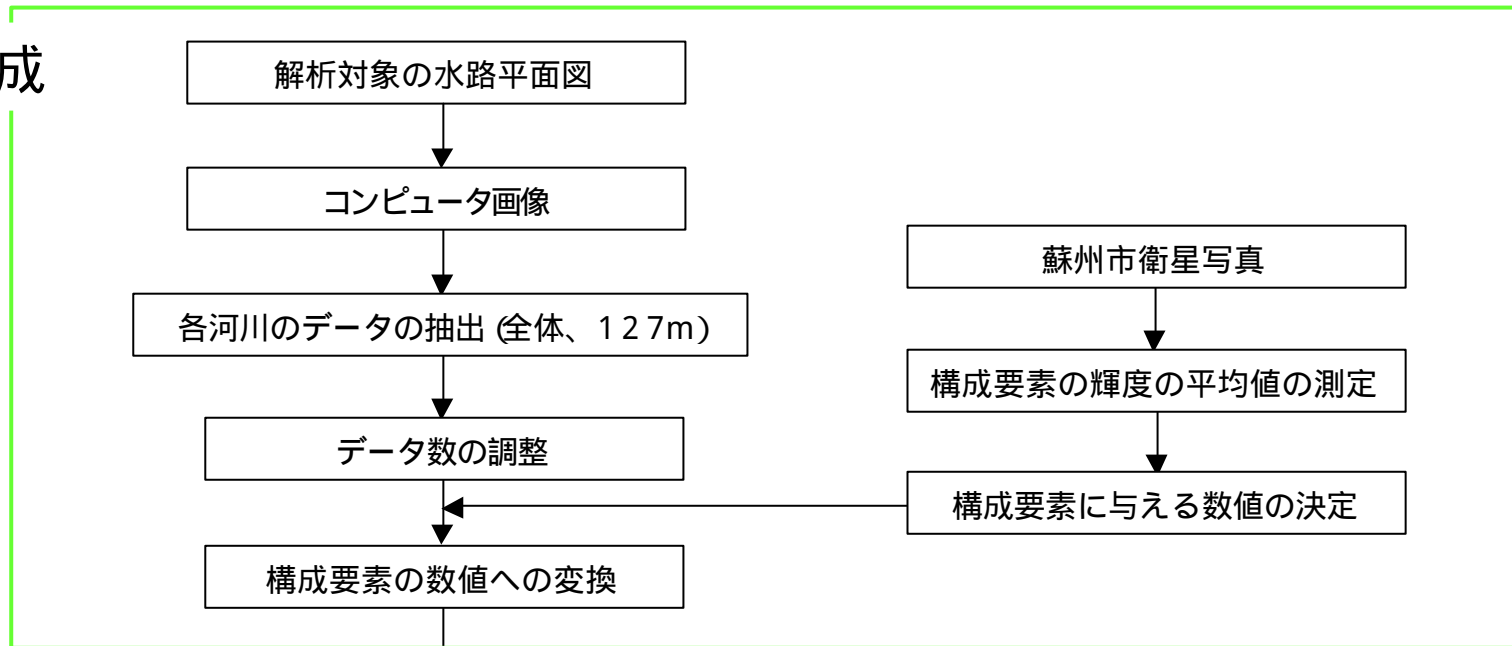 成
解析対象の水路平面図
コンピュータ画像
各河川のデータの抽出 (全体、127m)
データ数の調整
構成要素の数値への変換
蘇州市衛星写真
構成要素の輝度の平均値の測定
構成要素に与える数値の決定